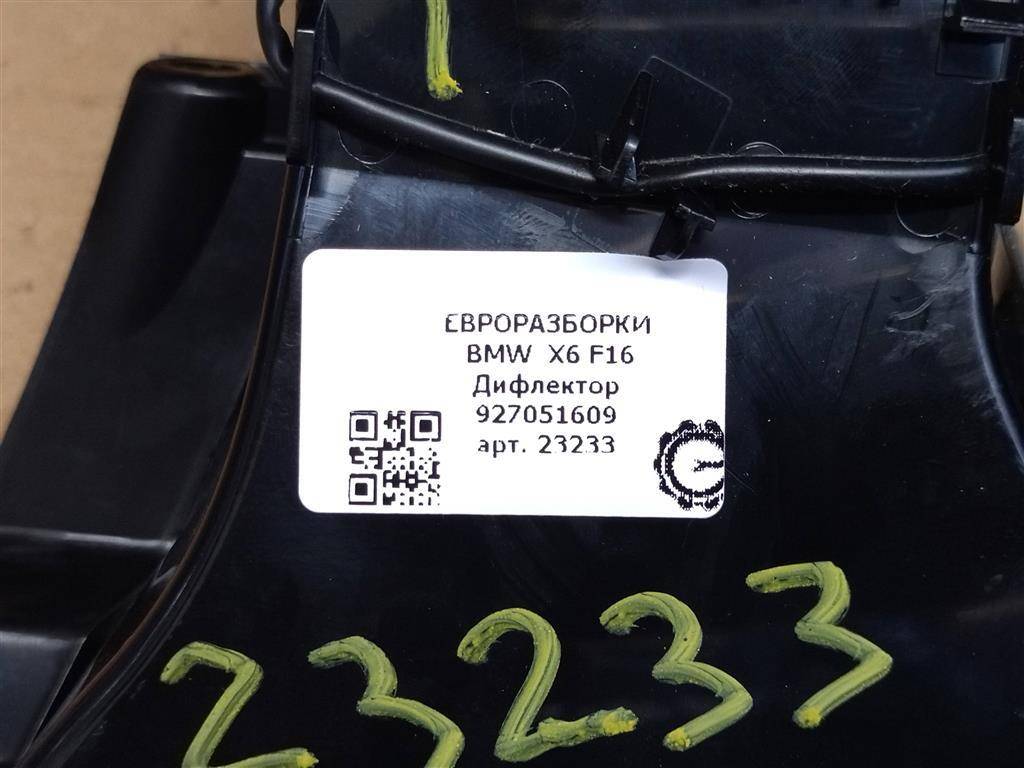 ЕВРОРАЗБОРКИ
BMW X6 F16
Дифлектор
927051609
арт. 23233
23233